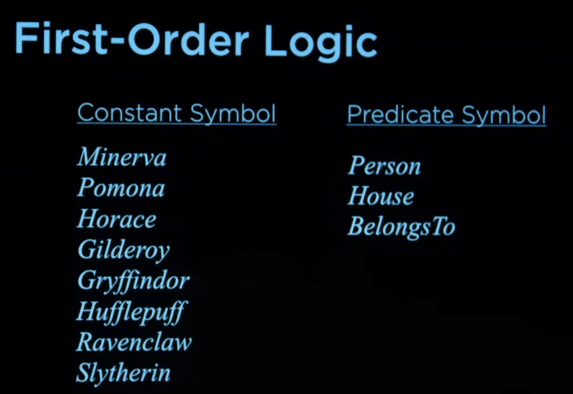 First-Order Logic
Constant Symbol
Minerva
Pomona
Horace
Gilderoy
Gryffindor
Hufflepuff
Ravenclaw
Slytherin
Predicate Symbol
Person
House
BelongsTo